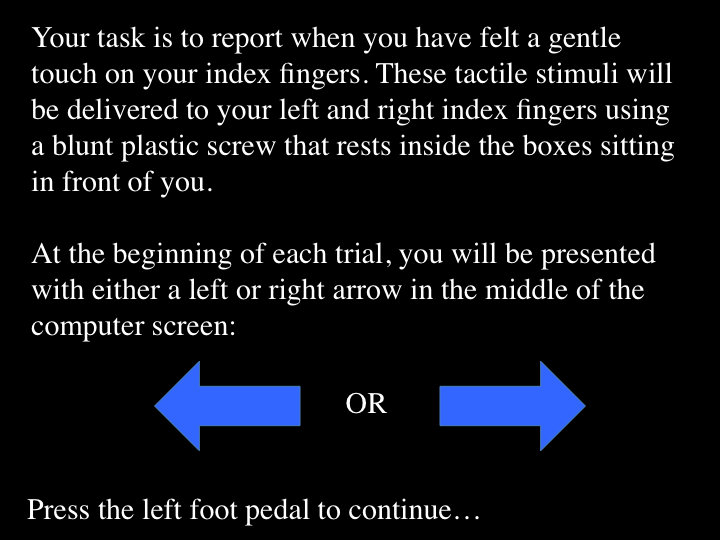 Your task is to report when you have felt a gentle
touch on your index fingers. These tactile stimuli will
be delivered to your left and right index fingers using
a blunt plastic screw that rests inside the boxes sitting
in front of you.
At the beginning of each trial, you will be presented
with either a left or right arrow in the middle of the
computer screen:
OR
Press the left foot pedal to continue…